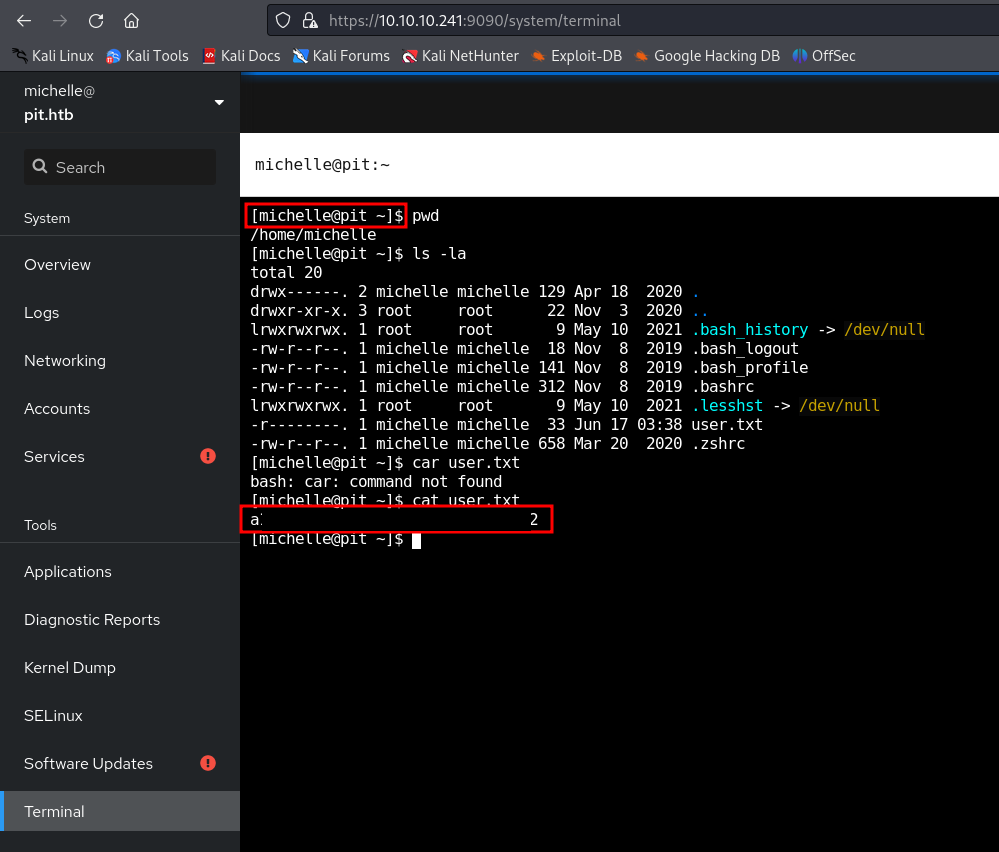 https://10.10.10.241:9090/system/terminal
Kali Linux Kali Tools Kali Docs Kali Forums Kali NetHunter Exploit-DB Google Hacking DB OffSec
michelle@
pit.htb
Search
System
Overview
Logs
Networking
Accounts
Services
Tools
Applications
Diagnostic Reports
Kernel Dump
SELinux
Software Updates
Terminal
michelle@pit:~
[michelle@pit ~]$ pwd
/home/michelle
[michelle@pit ~]$ ls -la
total 20
drwx------. 2 michelle michelle 129 Apr 18  2020 .
drwxr-xr-x. 3 root     root      22 Nov  3  2020 ..
lrwxrwxrwx. 1 root     root       9 May 10  2021 .bash_history -> /dev/null
-rw-r--r--. 1 michelle michelle  18 Nov  8  2019 .bash_logout
-rw-r--r--. 1 michelle michelle 141 Nov  8  2019 .bash_profile
-rw-r--r--. 1 michelle michelle 312 Nov  8  2019 .bashrc
lrwxrwxrwx. 1 root     root       9 May 10  2021 .lesshst -> /dev/null
-r--------. 1 michelle michelle  33 Jun 17 03:38 user.txt
-rw-r--r--. 1 michelle michelle 658 Mar 20  2020 .zshrc
[michelle@pit ~]$ car user.txt
bash: car: command not found
[michelle@pit ~]$ cat user.txt
a 2
[michelle@pit ~]$